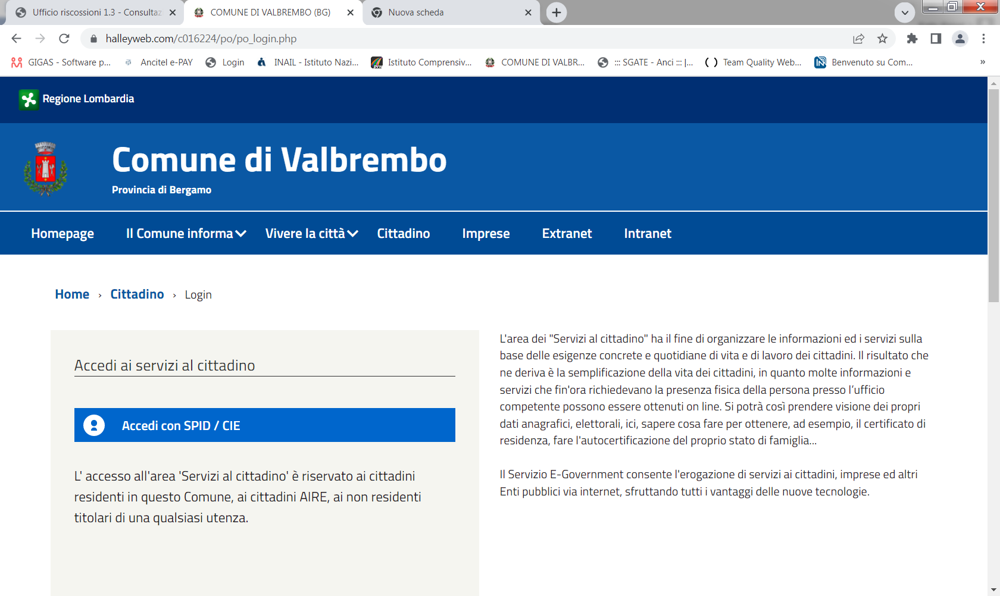 Ufficio riscossioni 1.3 - Consultaz
COMUNE DI VALBREMBO (BG)
Nuova scheda
halleyweb.com/c016224/po/po_login.php
GIGAS - Software p...
Ancitel e-PAY
Login
INAIL - Istituto Nazi...
Istituto Comprensiv...
COMUNE DI VALBR...
::: SGATE - Anci ::: |...
Team Quality Web...
Benvenuto su Com...
»
Regione Lombardia
Comune di Valbrembo
Provincia di Bergamo
Homepage
Il Comune informa
Vivere la città
Cittadino
Imprese
Extranet
Intranet
Home › Cittadino › Login
Accedi ai servizi al cittadino
Accedi con SPID / CIE
L' accesso all'area 'Servizi al cittadino' è riservato ai cittadini
residenti in questo Comune, ai cittadini AIRE, ai non residenti
titolari di una qualsiasi utenza.
L'area dei "Servizi al cittadino" ha il fine di organizzare le informazioni ed i servizi sulla
base delle esigenze concrete e quotidiane di vita e di lavoro dei cittadini. Il risultato che
ne deriva è la semplificazione della vita dei cittadini, in quanto molte informazioni e
servizi che fin'ora richiedevano la presenza fisica della persona presso l’ufficio
competente possono essere ottenuti on line. Si potrà così prendere visione dei propri
dati anagrafici, elettorali, ici, sapere cosa fare per ottenere, ad esempio, il certificato di
residenza, fare l'autocertificazione del proprio stato di famiglia...
Il Servizio E-Government consente l'erogazione di servizi ai cittadini, imprese ed altri
Enti pubblici via internet, sfruttando tutti i vantaggi delle nuove tecnologie.